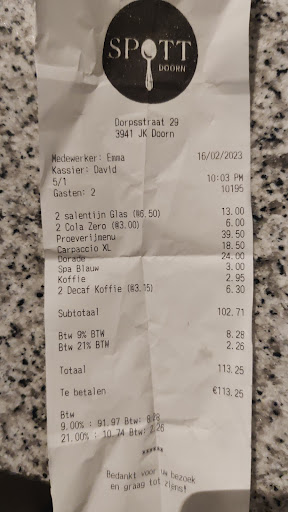 SPOTT
DOORN
Dorpsstraat 29
3941 JK Doorn
Medewerker: Emma 16/02/2023
Kassier: David
5/1 10:03 PM
Gasten: 2 10195
2 salentijn Glas (@6.50) 13.00
2 Cola Zero (@3.00) 6.00
Proeverijmenu 39.50
Carpaccio XL 18.50
Dorade 24.00
Spa Blauw 3.00
Koffie 2.95
2 Decaf Koffie (@3.15) 6.30
Subtotaal 102.71
Btw 9% BTW 8.28
Btw 21% BTW 2.26
Totaal 113.25
Te betalen €113.25
Btw
9.00% : 91.97 Btw: 8.28
21.00% : 10.74 Btw: 2.26
******
Bedankt voor uw bezoek
en graag tot ziens!